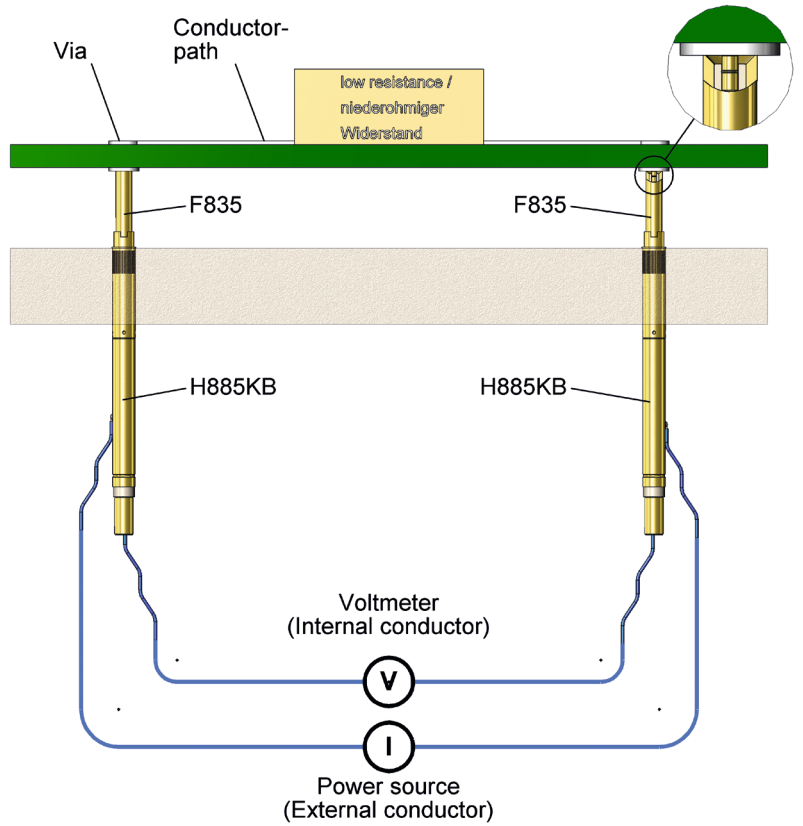 Conductor-
path
Via
low resistance /
niederohmiger
Widerstand
F835
F835
H885KB
H885KB
Voltmeter
(Internal conductor)
V
I
Power source
(External conductor)